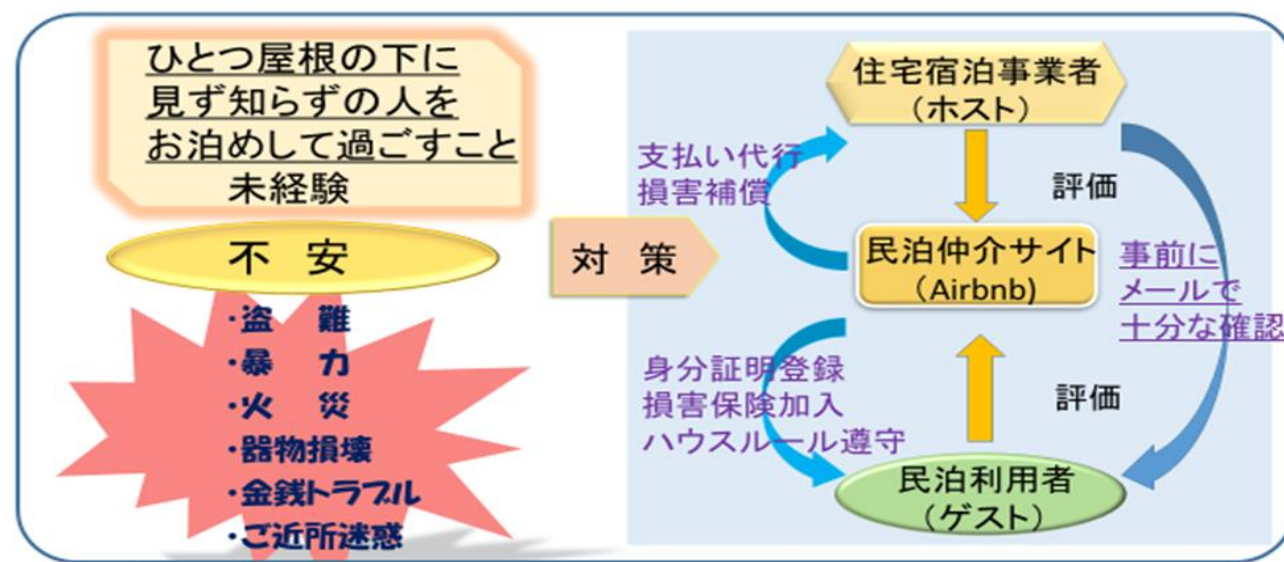 ひとつ屋根の下に
見ず知らずの人を
お泊めして過ごすこと
未経験
不 安
・盗 難
・暴 力
・火 災
・器物損壊
・金銭トラブル
・ご近所迷惑
対 策
住宅宿泊事業者
(ホスト)
支払い代行
損害補償
評価
民泊仲介サイト
(Airbnb)
事前に
メールで
十分な確認
身分証明登録
損害保険加入
ハウスルール遵守
評価
民泊利用者
(ゲスト)